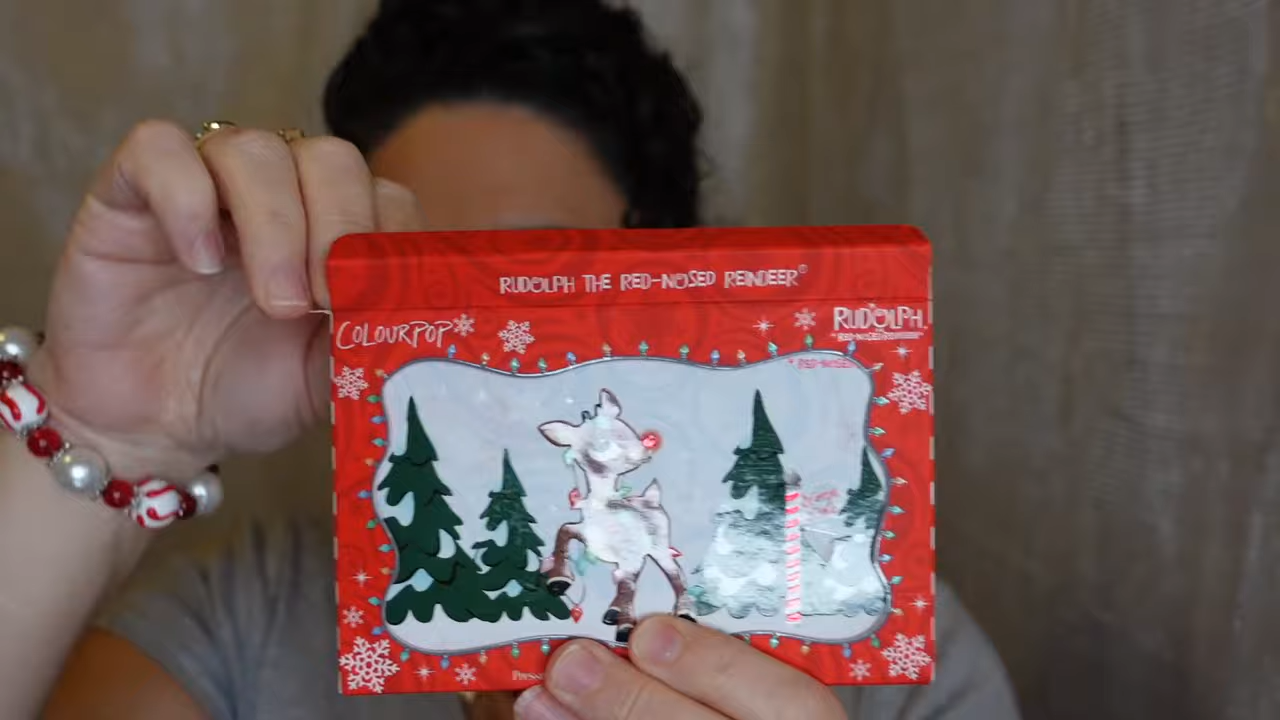 RUDOLPH THE RED-NOSED REINDEER®
COLOURPOP
RUDOLPH
RED-NOSED REINDEER